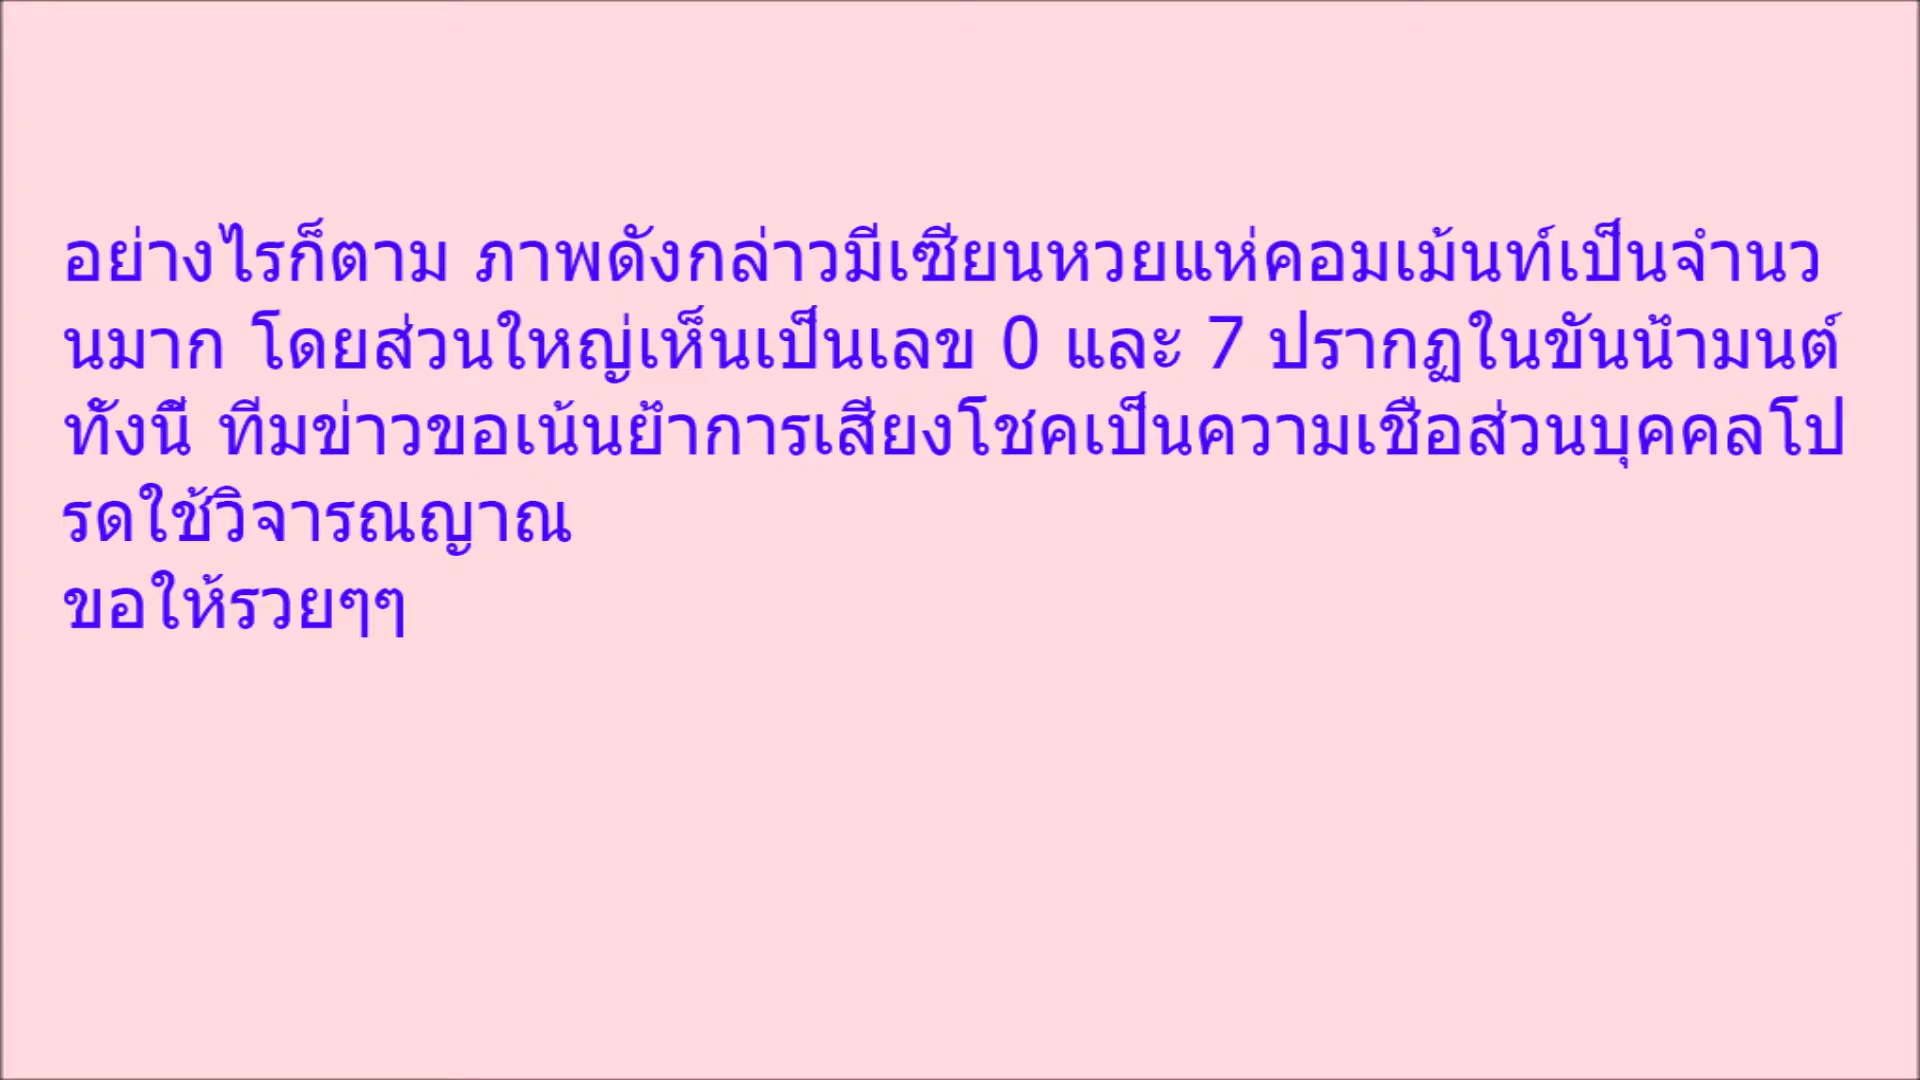 อย่างไรก็ตาม ภาพดังกล่าวมีเซียนหวยแห่คอมเม้นท์เป็นจำนว
นมาก โดยส่วนใหญ่เห็นเป็นเลข 0 และ 7 ปรากฏในขันน้ำมนต์
ทั้งนี้ ทีมข่าวขอเน้นย้ำการเสี่ยงโชคเป็นความเชื่อส่วนบุคคลโป
รดใช้วิจารณญาณ
ขอให้รวยๆๆ